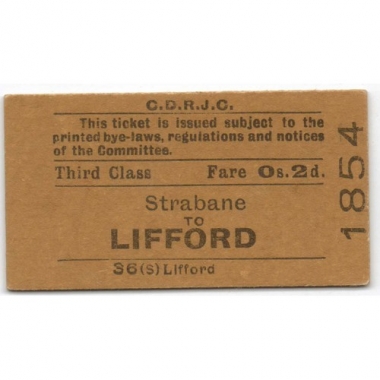 C.D.R.J.C.
This ticket is issued subject to the
printed bye-laws, regulations and notices
of the Committee.
Third Class Fare 0s.2d.
Strabane
TO
LIFFORD
36(S) Lifford
1854